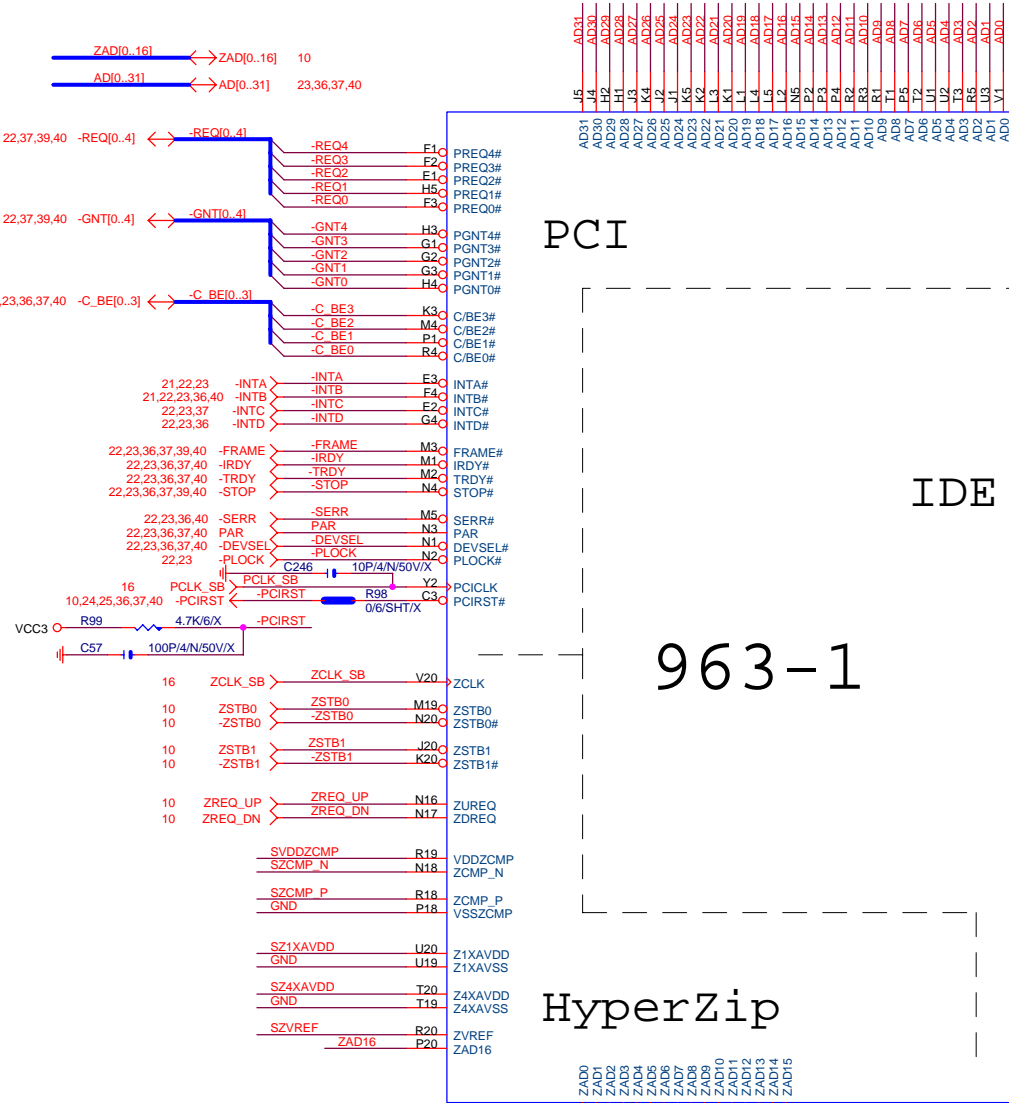 AD31 AD30 AD29 AD28 AD27 AD26 AD25 AD24 AD23 AD22 AD21 AD20 AD19 AD18 AD17 AD16 AD15 AD14 AD13 AD12 AD11 AD10 AD9 AD8 AD7 AD6 AD5 AD4 AD3 AD2 AD1 AD0
J5 J4 H2 H1 J3 K4 J2 J1 K5 K2 L3 K1 L1 L4 L5 L2 N5 P2 P3 P4 R2 R3 R1 T1 P5 T2 U1 U2 T3 R5 U3 V1
AD31 AD30 AD29 AD28 AD27 AD26 AD25 AD24 AD23 AD22 AD21 AD20 AD19 AD18 AD17 AD16 AD15 AD14 AD13 AD12 AD11 AD10 AD9 AD8 AD7 AD6 AD5 AD4 AD3 AD2 AD1 AD0
ZAD[0..16] ZAD[0..16] 10
AD[0..31] AD[0..31] 23,36,37,40
22,37,39,40 -REQ[0..4] -REQ[0..4]
-REQ4 F1 PREQ4#
-REQ3 F2 PREQ3#
-REQ2 E1 PREQ2#
-REQ1 H5 PREQ1#
-REQ0 F3 PREQ0#
22,37,39,40 -GNT[0..4] -GNT[0..4]
-GNT4 H3 PGNT4#
-GNT3 G1 PGNT3#
-GNT2 G2 PGNT2#
-GNT1 G3 PGNT1#
-GNT0 H4 PGNT0#
PCI
,23,36,37,40 -C_BE[0..3] -C_BE[0..3]
-C_BE3 K3 C/BE3#
-C_BE2 M4 C/BE2#
-C_BE1 P1 C/BE1#
-C_BE0 R4 C/BE0#
21,22,23 -INTA -INTA E3 INTA#
21,22,23,36,40 -INTB -INTB F4 INTB#
22,23,37 -INTC -INTC E2 INTC#
22,23,36 -INTD -INTD G4 INTD#
22,23,36,37,39,40 -FRAME -FRAME M3 FRAME#
22,23,36,37,40 -IRDY -IRDY M1 IRDY#
22,23,36,37,40 -TRDY -TRDY M2 TRDY#
22,23,36,37,39,40 -STOP -STOP N4 STOP#
IDE
22,23,36,40 -SERR -SERR M5 SERR#
22,23,36,37,40 PAR PAR N3 PAR
22,23,36,37,40 -DEVSEL -DEVSEL N1 DEVSEL#
22,23 -PLOCK -PLOCK N2 PLOCK#
C246 10P/4/N/50V/X
16 PCLK_SB PCLK_SB Y2 PCICLK
10,24,25,36,37,40 -PCIRST -PCIRST R98 C3 PCIRST#
0/6/SHT/X
VCC3 R99 4.7K/6/X -PCIRST
C57 100P/4/N/50V/X
963-1
16 ZCLK_SB ZCLK_SB V20 ZCLK
10 ZSTB0 ZSTB0 M19 ZSTB0
10 -ZSTB0 -ZSTB0 N20 ZSTB0#
10 ZSTB1 ZSTB1 J20 ZSTB1
10 -ZSTB1 -ZSTB1 K20 ZSTB1#
10 ZREQ_UP ZREQ_UP N16 ZUREQ
10 ZREQ_DN ZREQ_DN N17 ZDREQ
SVDDZCMP R19 VDDZCMP
SZCMP_N N18 ZCMP_N
SZCMP_P R18 ZCMP_P
GND P18 VSSZCMP
SZ1XAVDD U20 Z1XAVDD
GND U19 Z1XAVSS
SZ4XAVDD T20 Z4XAVDD
GND T19 Z4XAVSS
HyperZip
SZVREF R20 ZVREF
ZAD16 P20 ZAD16
ZAD0 ZAD1 ZAD2 ZAD3 ZAD4 ZAD5 ZAD6 ZAD7 ZAD8 ZAD9 ZAD10 ZAD11 ZAD12 ZAD13 ZAD14 ZAD15